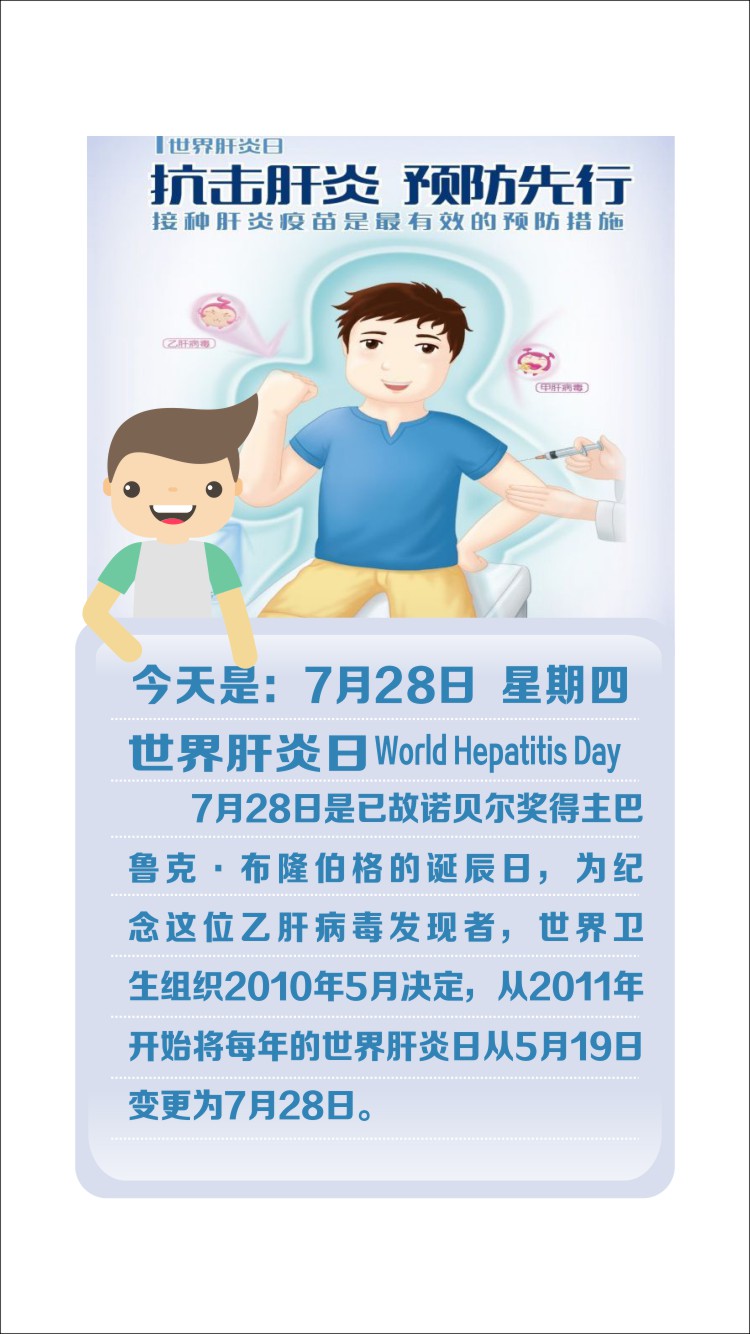 世界肝炎日
抗击肝炎 预防先行
接种肝炎疫苗是最有效的预防措施
乙肝病毒
甲肝病毒
今天是：7月28日 星期四
世界肝炎日World Hepatitis Day
7月28日是已故诺贝尔奖得主巴
鲁克·布隆伯格的诞辰日，为纪
念这位乙肝病毒发现者，世界卫
生组织2010年5月决定，从2011年
开始将每年的世界肝炎日从5月19日
变更为7月28日。